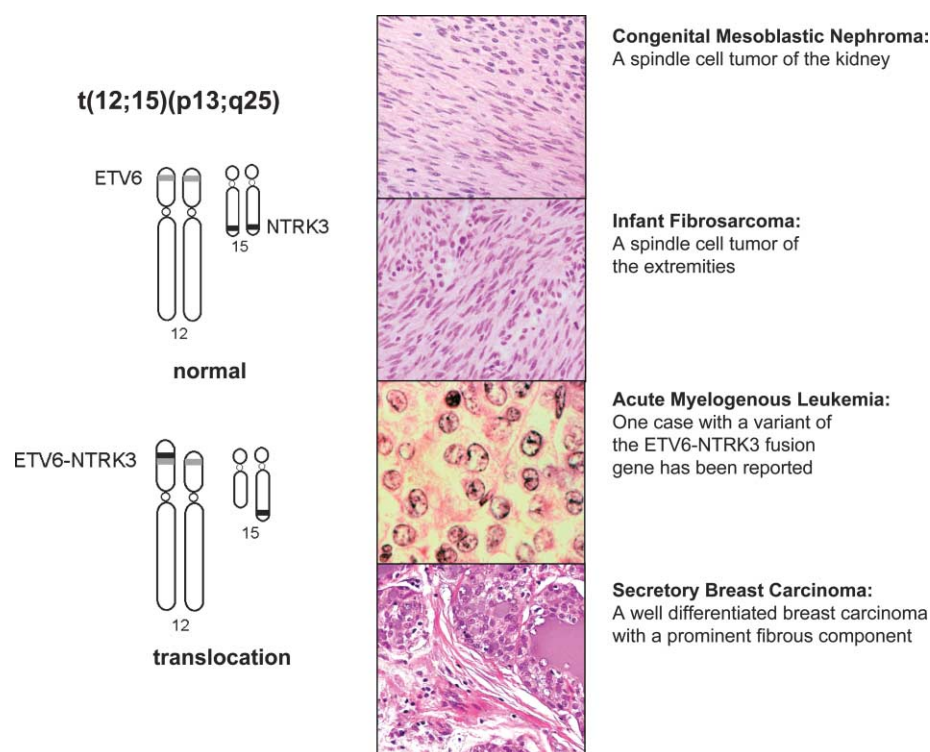 t(12;15)(p13;q25)
ETV6
NTRK3
15
12
normal
ETV6-NTRK3
15
12
translocation
Congenital Mesoblastic Nephroma:
A spindle cell tumor of the kidney
Infant Fibrosarcoma:
A spindle cell tumor of
the extremities
Acute Myelogenous Leukemia:
One case with a variant of
the ETV6-NTRK3 fusion
gene has been reported
Secretory Breast Carcinoma:
A well differentiated breast carcinoma
with a prominent fibrous component